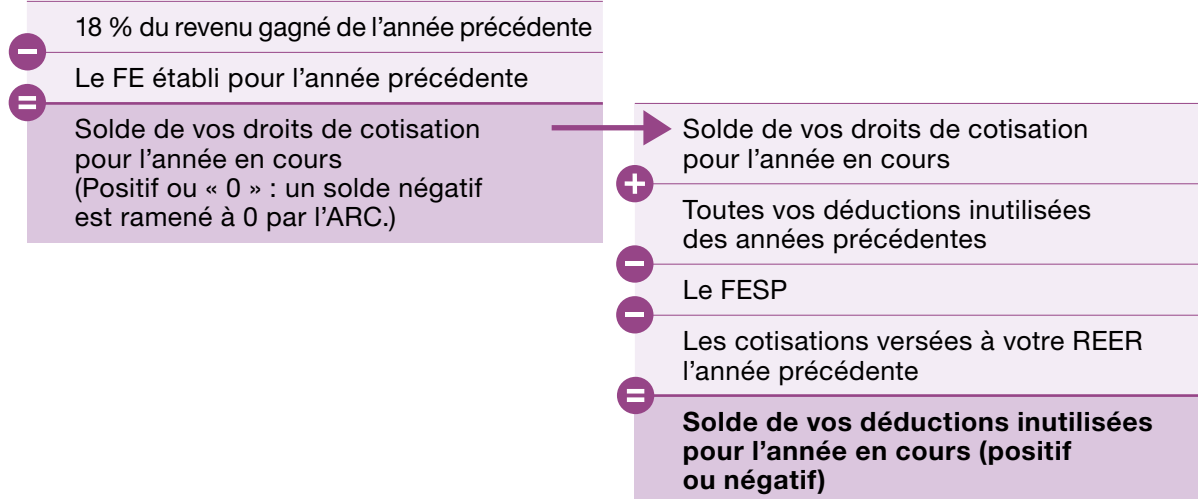 18 % du revenu gagné de l’année précédente
−
Le FE établi pour l’année précédente
=
Solde de vos droits de cotisation
pour l’année en cours
(Positif ou « 0 » : un solde négatif
est ramené à 0 par l’ARC.)
Solde de vos droits de cotisation
pour l’année en cours
+
Toutes vos déductions inutilisées
des années précédentes
−
Le FESP
−
Les cotisations versées à votre REER
l’année précédente
=
Solde de vos déductions inutilisées
pour l’année en cours (positif
ou négatif)